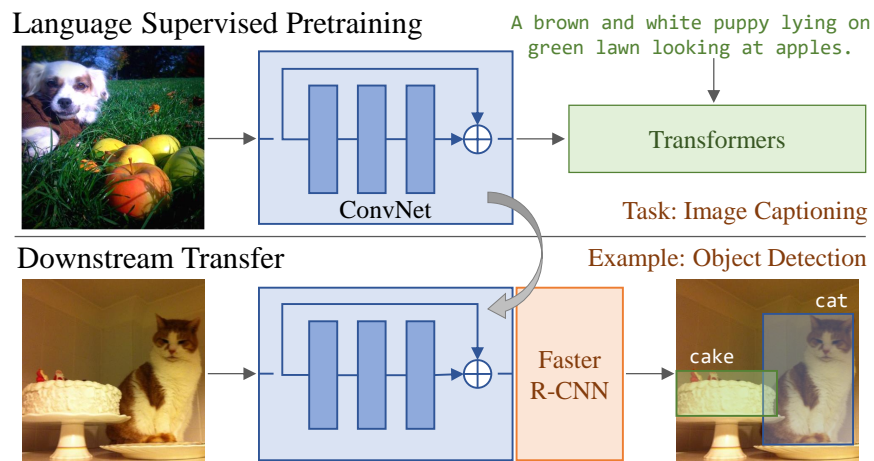 Language Supervised Pretraining
A brown and white puppy lying on
green lawn looking at apples.
Transformers
ConvNet
Task: Image Captioning
Downstream Transfer
Example: Object Detection
Faster
R-CNN
cat
cake